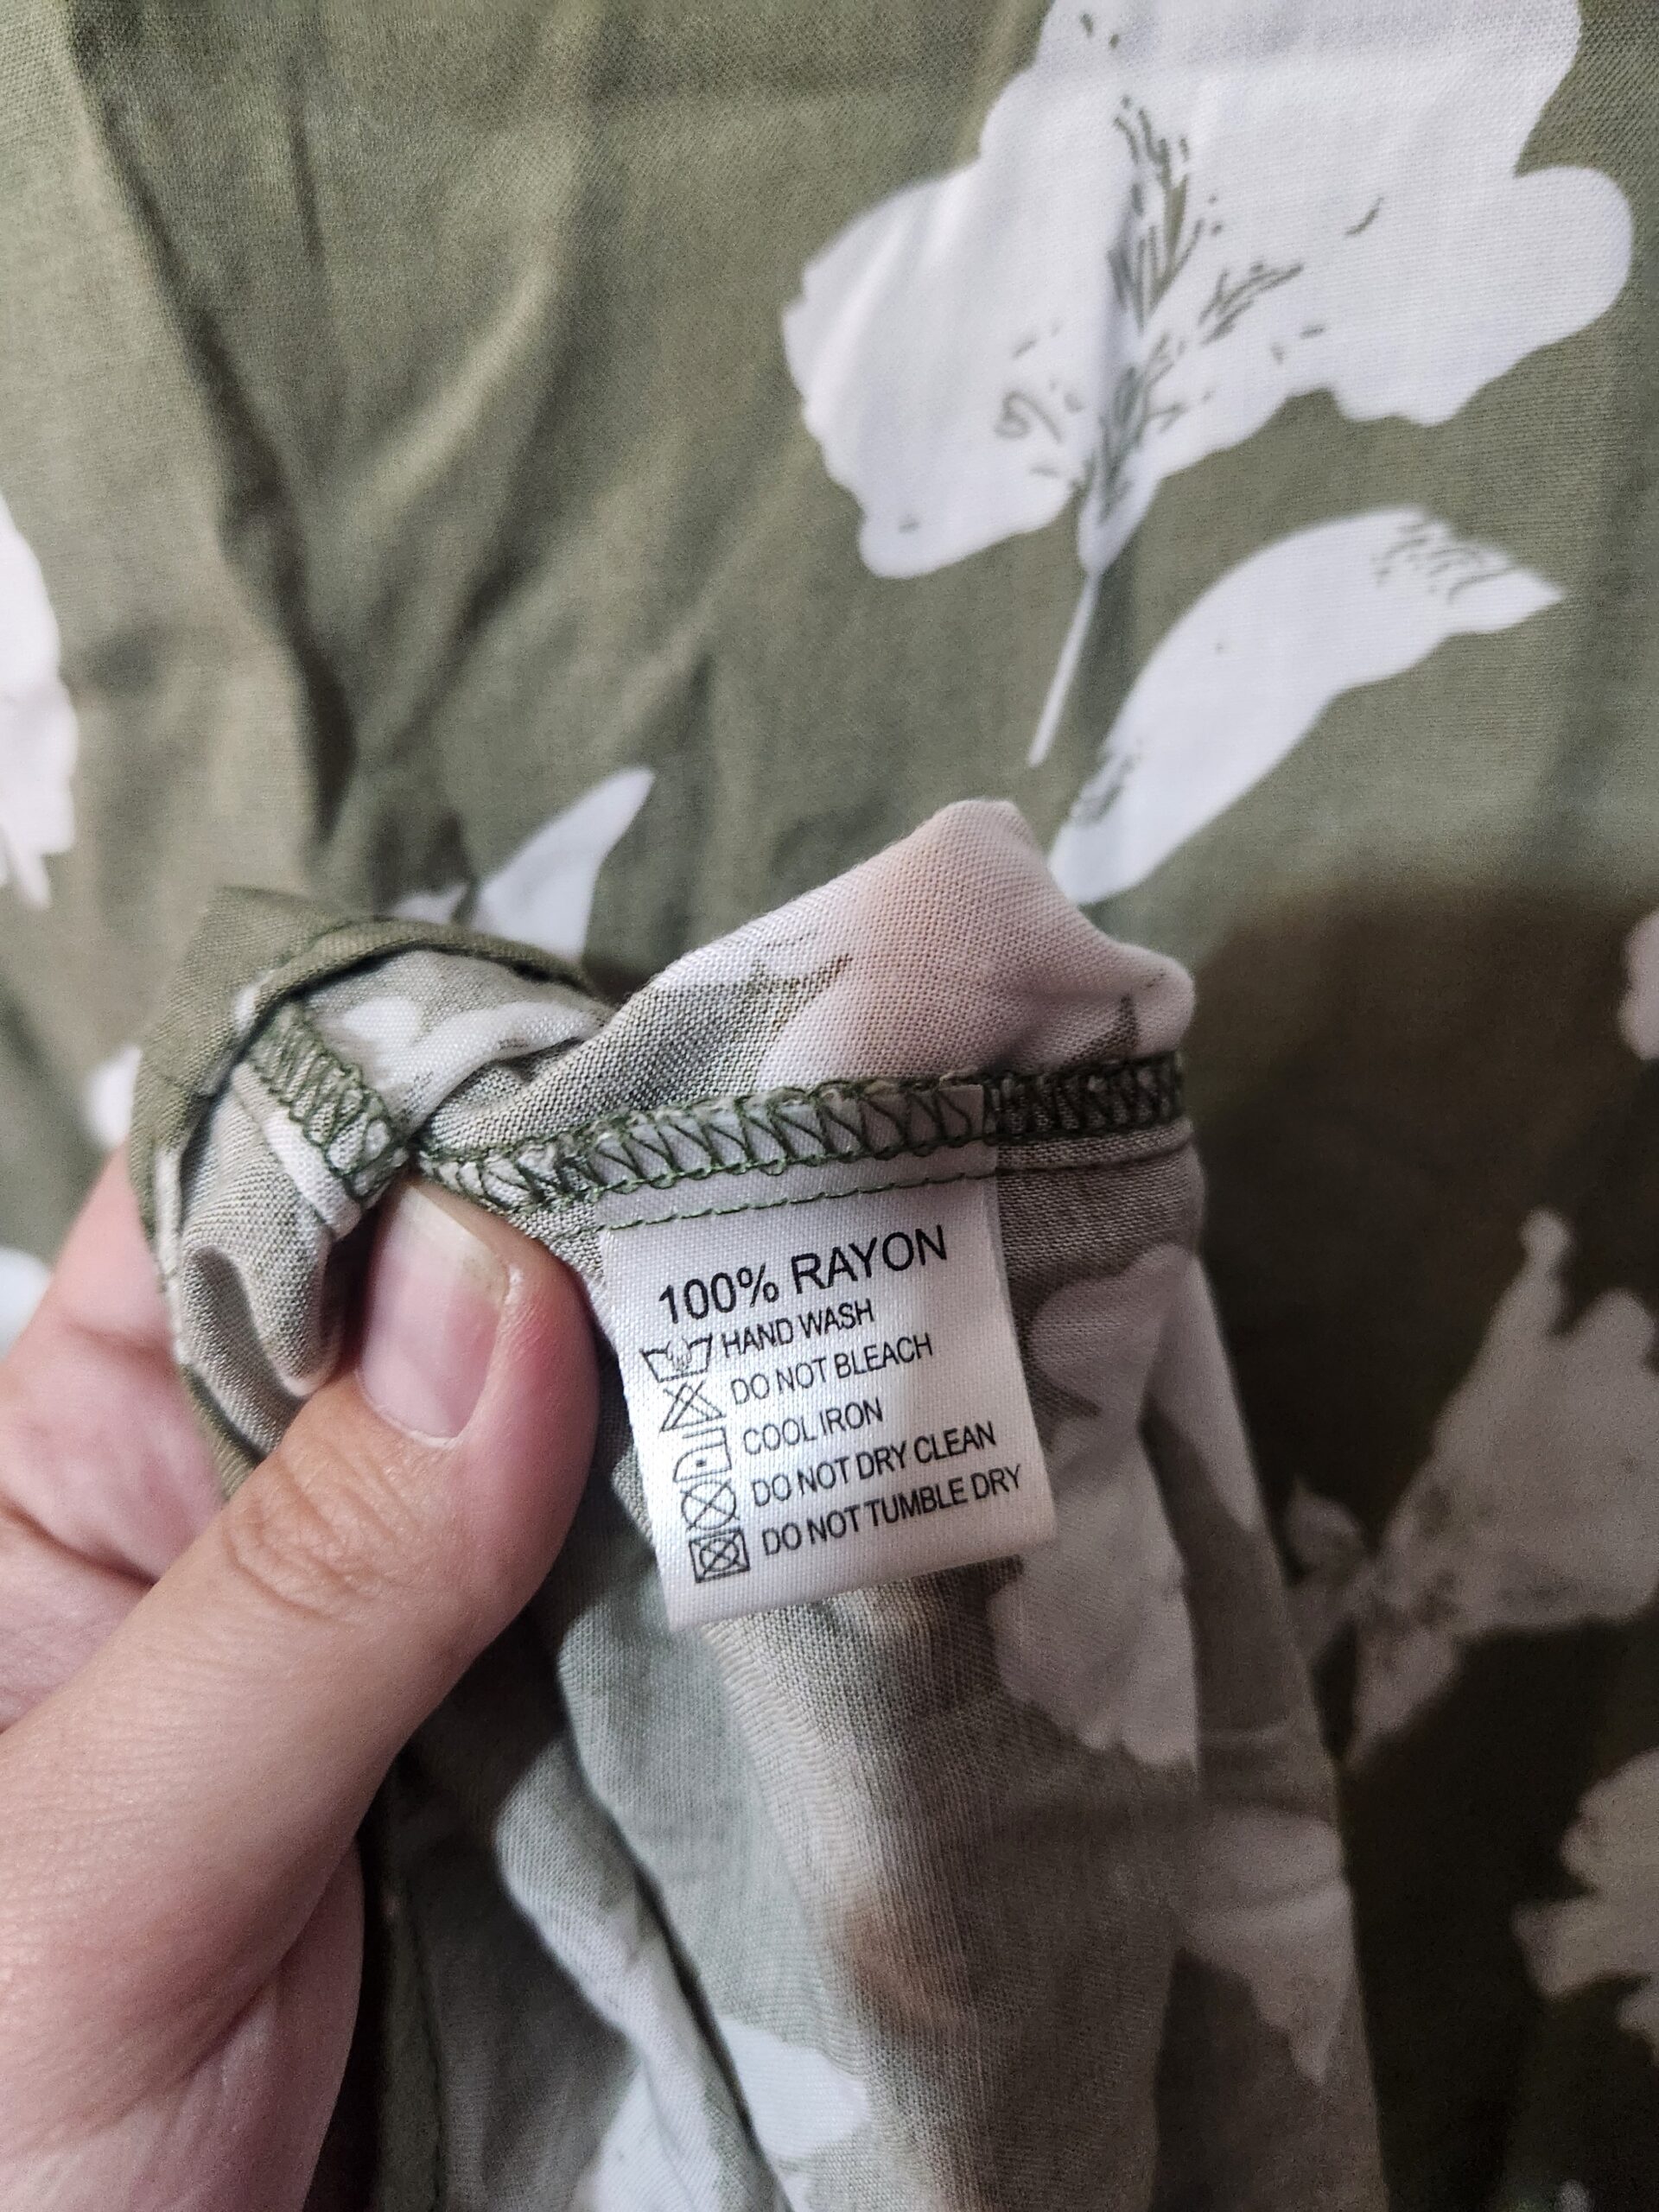 100% RAYON
HAND WASH
DO NOT BLEACH
COOL IRON
DO NOT DRY CLEAN
DO NOT TUMBLE DRY